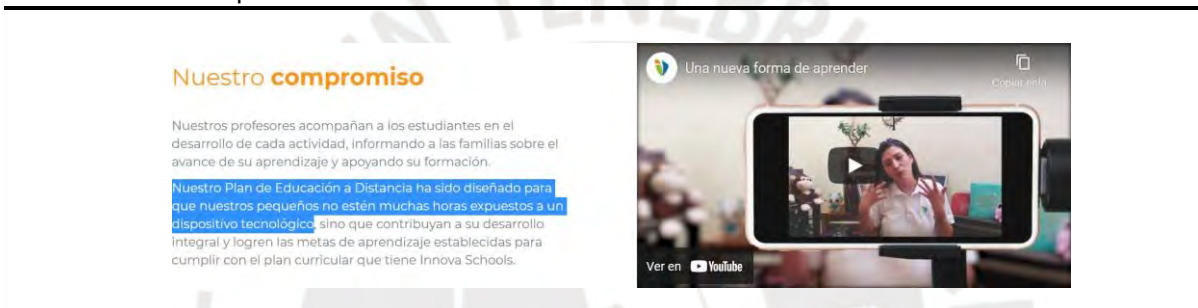 IN TENEBRI
Nuestro compromiso
Nuestros profesores acompañan a los estudiantes en el
desarrollo de cada actividad, informando a las familias sobre el
avance de su aprendizaje y apoyando su formación.
Nuestro Plan de Educación a Distancia ha sido diseñado para
que nuestros pequeños no estén muchas horas expuestos a un
dispositivo tecnológico, sino que contribuyan a su desarrollo
integral y logren las metas de aprendizaje establecidas para
cumplir con el plan curricular que tiene Innova Schools.
Una nueva forma de aprender
Copiar enla
Ver en YouTube